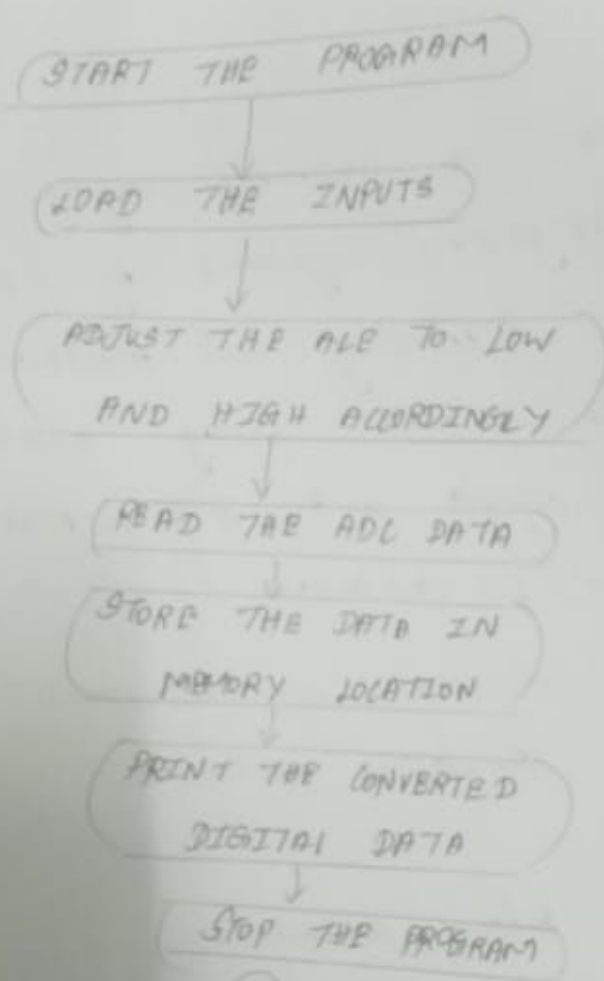 START THE PROGRAM
LOAD THE INPUTS
ADJUST THE ALE TO LOW
AND HIGH ACCORDINGLY
READ THE ADC DATA
STORE THE DATA IN
MEMORY LOCATION
PRINT THE CONVERTED
DIGITAL DATA
STOP THE PROGRAM